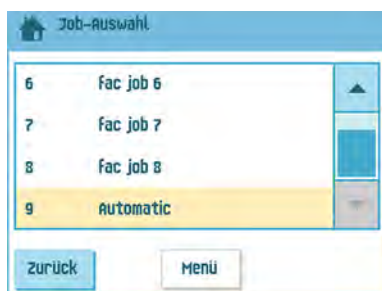 Job-Auswahl
6 fac job 6
7 fac job 7
8 fac job 8
9 Automatic
Zurück Menü